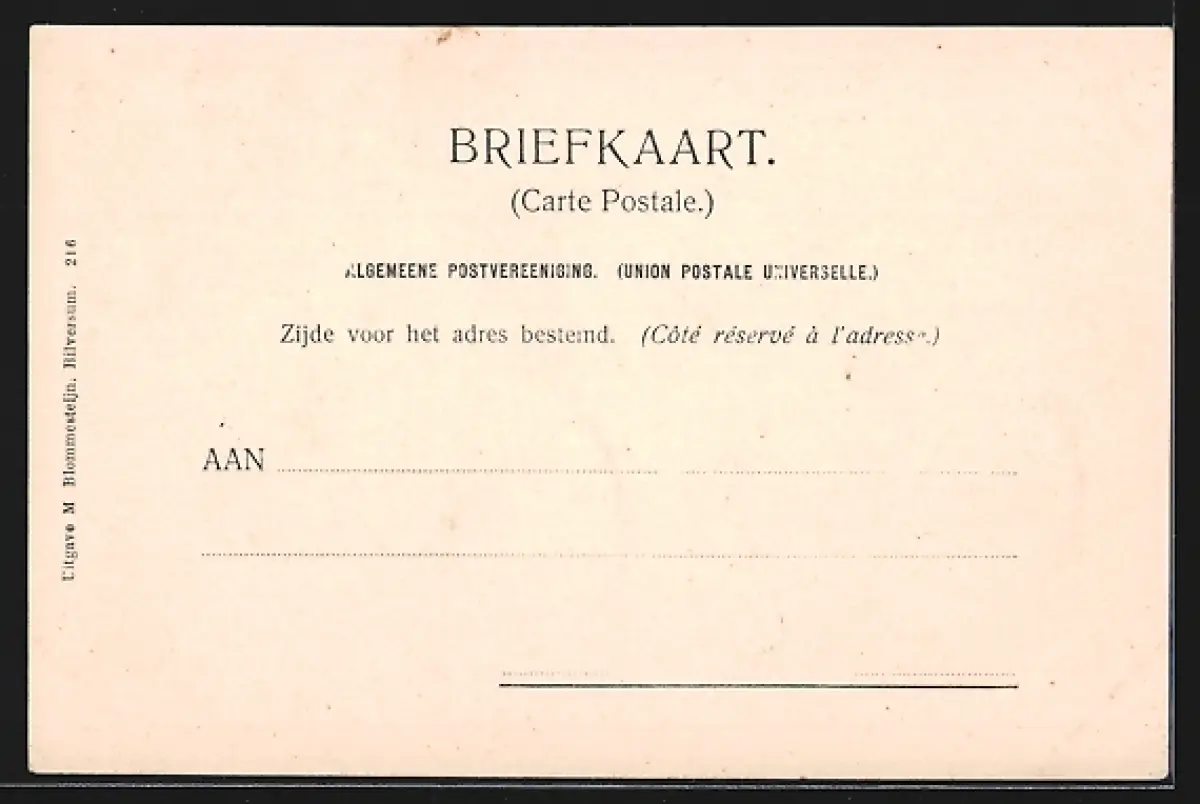 BRIEFKAART.
(Carte Postale.)
ALGEMEENE POSTVEREENIGING. (UNION POSTALE UNIVERSELLE.)
Zijde voor het adres bestemd. (Côté réservé à l'adresse.)
AAN
Uitgave M Blommesteijn. Hilversum. 216